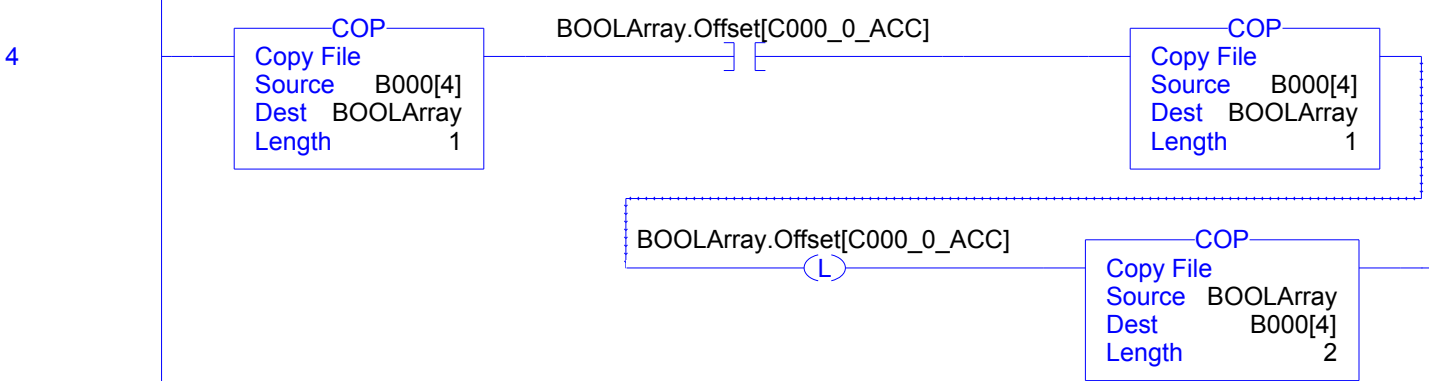 4
COP
Copy File
Source B000[4]
Dest BOOLArray
Length 1
BOOLArray.Offset[C000_0_ACC]
COP
Copy File
Source B000[4]
Dest BOOLArray
Length 1
BOOLArray.Offset[C000_0_ACC]
L
COP
Copy File
Source BOOLArray
Dest B000[4]
Length 2